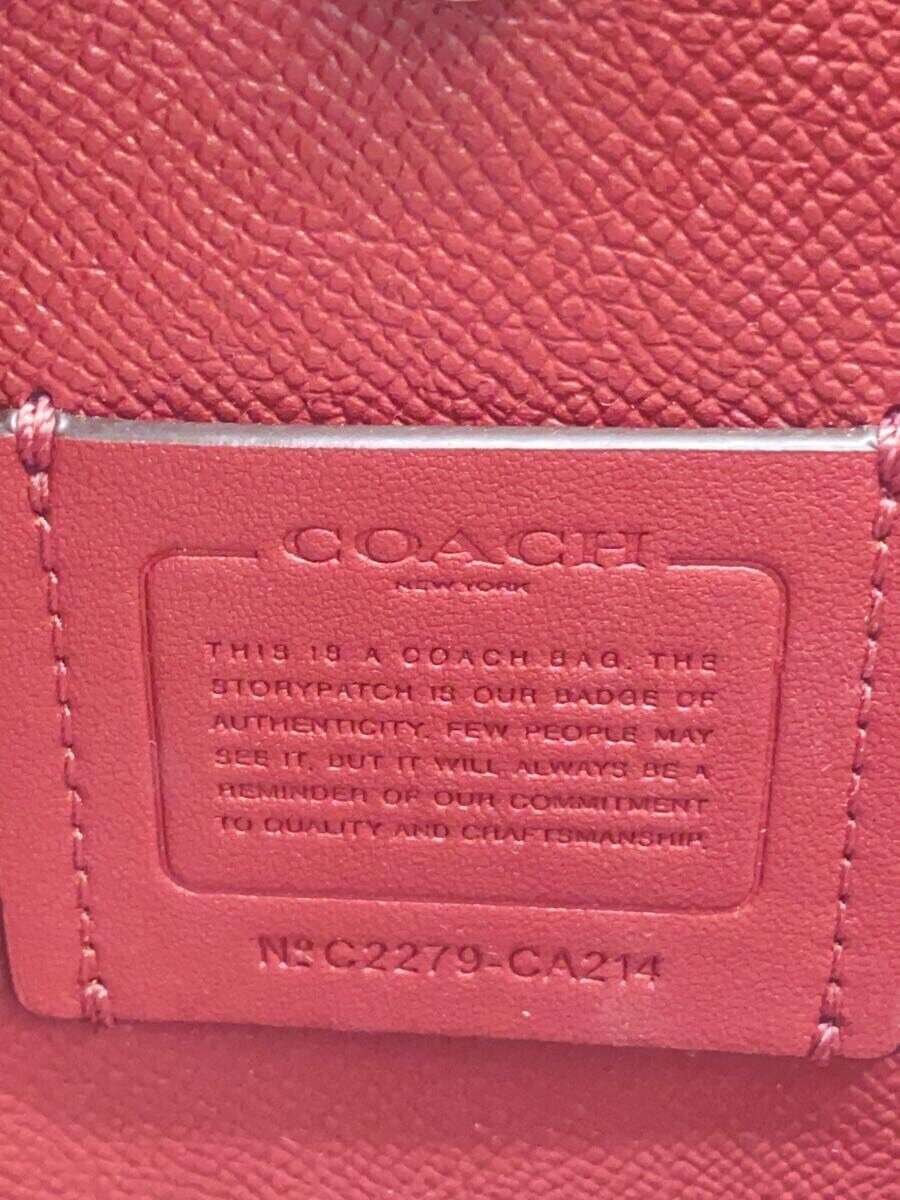 COACH
NEW YORK
THIS IS A COACH BAG. THE
STORYPATCH IS OUR BADGE OF
AUTHENTICITY. FEW PEOPLE MAY
SEE IT, BUT IT WILL ALWAYS BE A
REMINDER OF OUR COMMITMENT
TO QUALITY AND CRAFTSMANSHIP.
Nº C2279-CA214